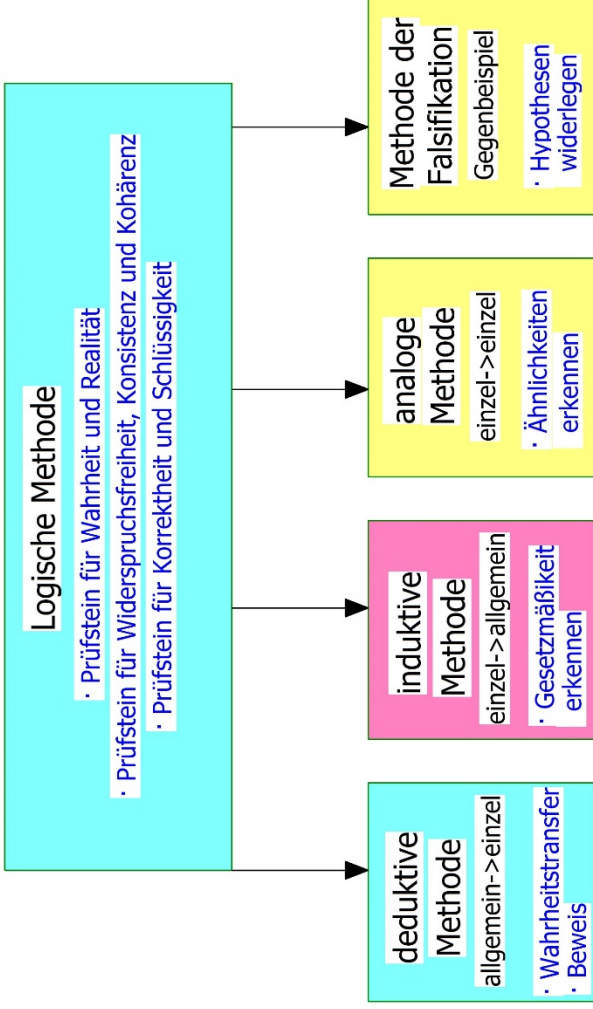 Logische Methode
· Prüfstein für Wahrheit und Realität
· Prüfstein für Widerspruchsfreiheit, Konsistenz und Kohärenz
· Prüfstein für Korrektheit und Schlüssigkeit
deduktive
Methode
allgemein->einzel
· Wahrheitstransfer
· Beweis
induktive
Methode
einzel->allgemein
· Gesetzmäßikeit
erkennen
analoge
Methode
einzel->einzel
· Ähnlichkeiten
erkennen
Methode der
Falsifikation
Gegenbeispiel
· Hypothesen
widerlegen